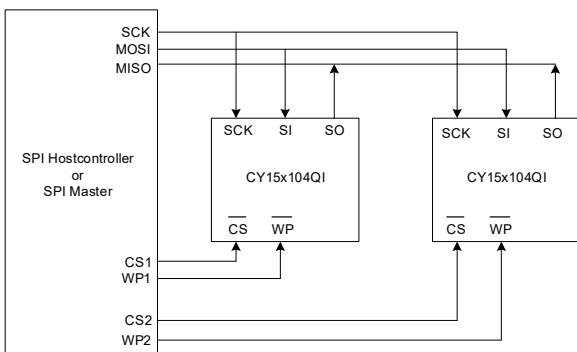 SCK
MOSI
MISO
SCK SI SO
SCK SI SO
SPI Hostcontroller
or
SPI Master
CY15x104QI
CY15x104QI
CS WP
CS WP
CS1
WP1
CS2
WP2